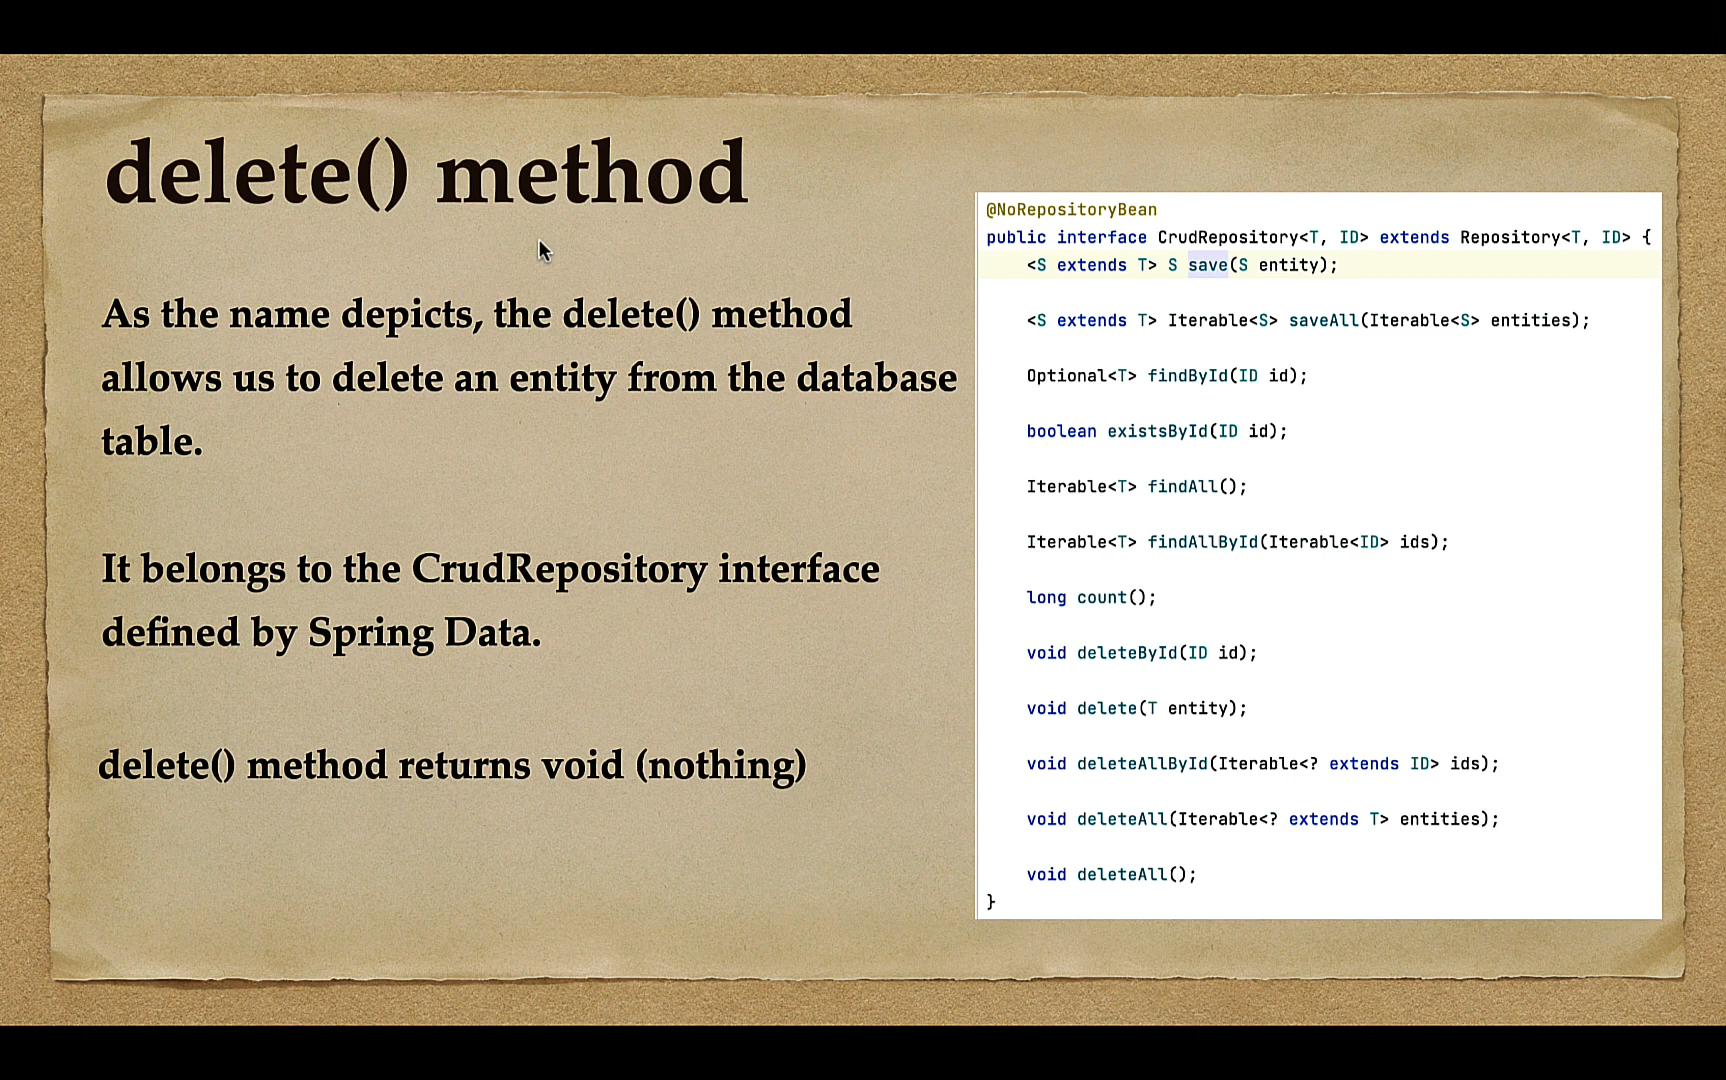 delete() method
As the name depicts, the delete() method
allows us to delete an entity from the database
table.
It belongs to the CrudRepository interface
defined by Spring Data.
delete() method returns void (nothing)
@NoRepositoryBean
public interface CrudRepository<T, ID> extends Repository<T, ID> {
<S extends T> S save(S entity);
<S extends T> Iterable<S> saveAll(Iterable<S> entities);
Optional<T> findById(ID id);
boolean existsById(ID id);
Iterable<T> findAll();
Iterable<T> findAllById(Iterable<ID> ids);
long count();
void deleteById(ID id);
void delete(T entity);
void deleteAllById(Iterable<? extends ID> ids);
void deleteAll(Iterable<? extends T> entities);
void deleteAll();
}